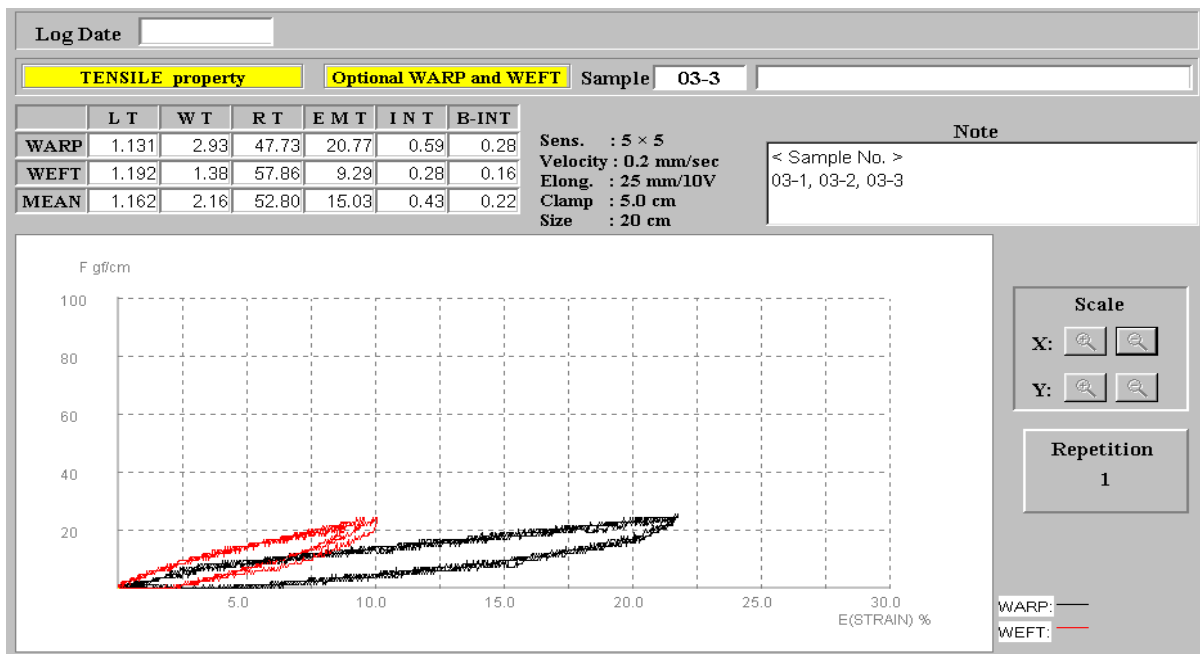 Log Date
TENSILE property Optional WARP and WEFT Sample 03-3
L T W T R T E M T I N T B-INT
WARP 1.131 2.93 47.73 20.77 0.59 0.28
WEFT 1.192 1.38 57.86 9.29 0.28 0.16
MEAN 1.162 2.16 52.80 15.03 0.43 0.22
Sens. : 5 × 5
Velocity : 0.2 mm/sec
Elong. : 25 mm/10V
Clamp : 5.0 cm
Size : 20 cm
Note
< Sample No. >
03-1, 03-2, 03-3
F gf/cm
100
80
60
40
20
5.0 10.0 15.0 20.0 25.0 30.0
E(STRAIN) %
Scale
X:
Y:
Repetition
1
WARP:
WEFT: